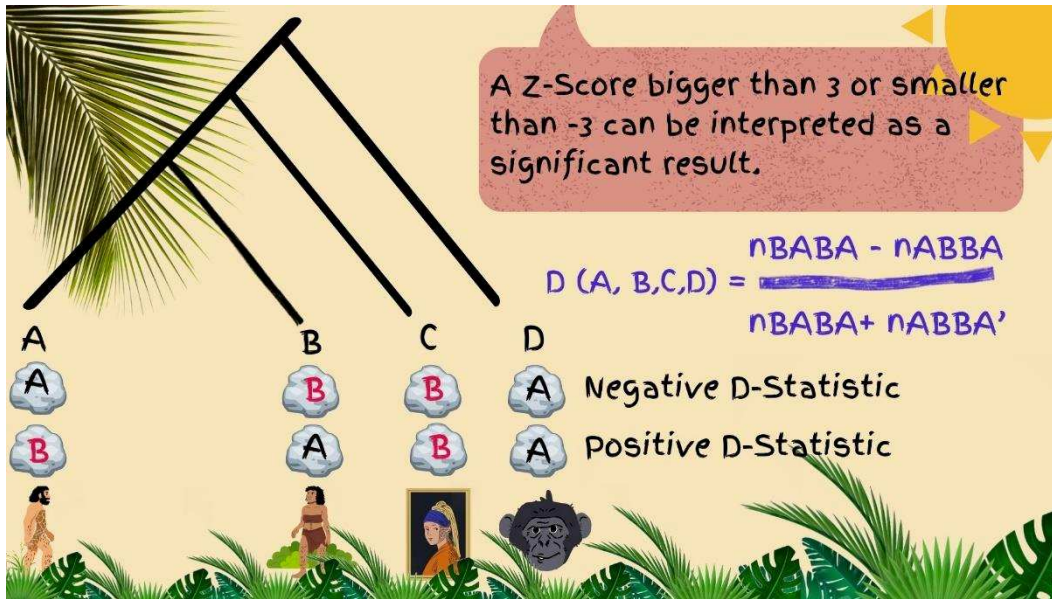 A Z-Score bigger than 3 or smaller
than -3 can be interpreted as a
significant result.
nBABA - nABBA
D (A, B,C,D) =
nBABA+ nABBA'
A B C D
A B B A Negative D-Statistic
B A B A Positive D-Statistic